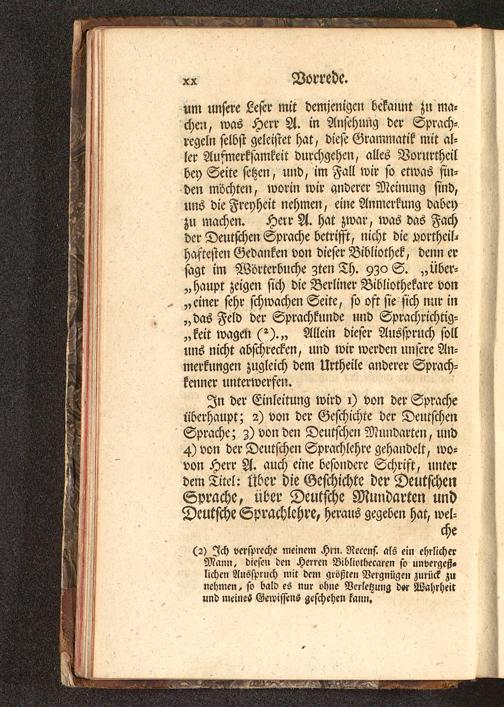 xx Vorrede.
um unsere Leser mit demjenigen bekannt zu ma-
chen, was Herr A. in Ansehung der Sprach-
regeln selbst geleistet hat, diese Grammatik mit al-
ler Aufmerksamkeit durchgehen, alles Vorurtheil
bey Seite setzen, und, im Fall wir so etwas fin-
den möchten, worin wir anderer Meinung sind,
uns die Freyheit nehmen, eine Anmerkung dabey
zu machen. Herr A. hat zwar, was das Fach
der Deutschen Sprache betrifft, nicht die vortheil-
haftesten Gedanken von dieser Bibliothek, denn er
sagt im Wörterbuche 3ten Th. 930 S. „über-
„haupt zeigen sich die Berliner Bibliothekare von
„einer sehr schwachen Seite, so oft sie sich nur in
„das Feld der Sprachkunde und Sprachrichtig-
„keit wagen (2).„ Allein dieser Ausspruch soll
uns nicht abschrecken, und wir werden unsere An-
merkungen zugleich dem Urtheile anderer Sprach-
kenner unterwerfen.
In der Einleitung wird 1) von der Sprache
überhaupt; 2) von der Geschichte der Deutschen
Sprache; 3) von den Deutschen Mundarten, und
4) von der Deutschen Sprachlehre gehandelt, wo-
von Herr A. auch eine besondere Schrift, unter
dem Titel: über die Geschichte der Deutschen
Sprache, über Deutsche Mundarten und
Deutsche Sprachlehre, heraus gegeben hat, wel-
che
(2) Ich verspreche meinem Hrn. Recens. als ein ehrlicher
Mann, diesen den Herren Bibliothecaren so unvergeß-
lichen Ausspruch mit dem größten Vergnügen zurück zu
nehmen, so bald es nur ohne Verletzung der Wahrheit
und meines Gewissens geschehen kann.